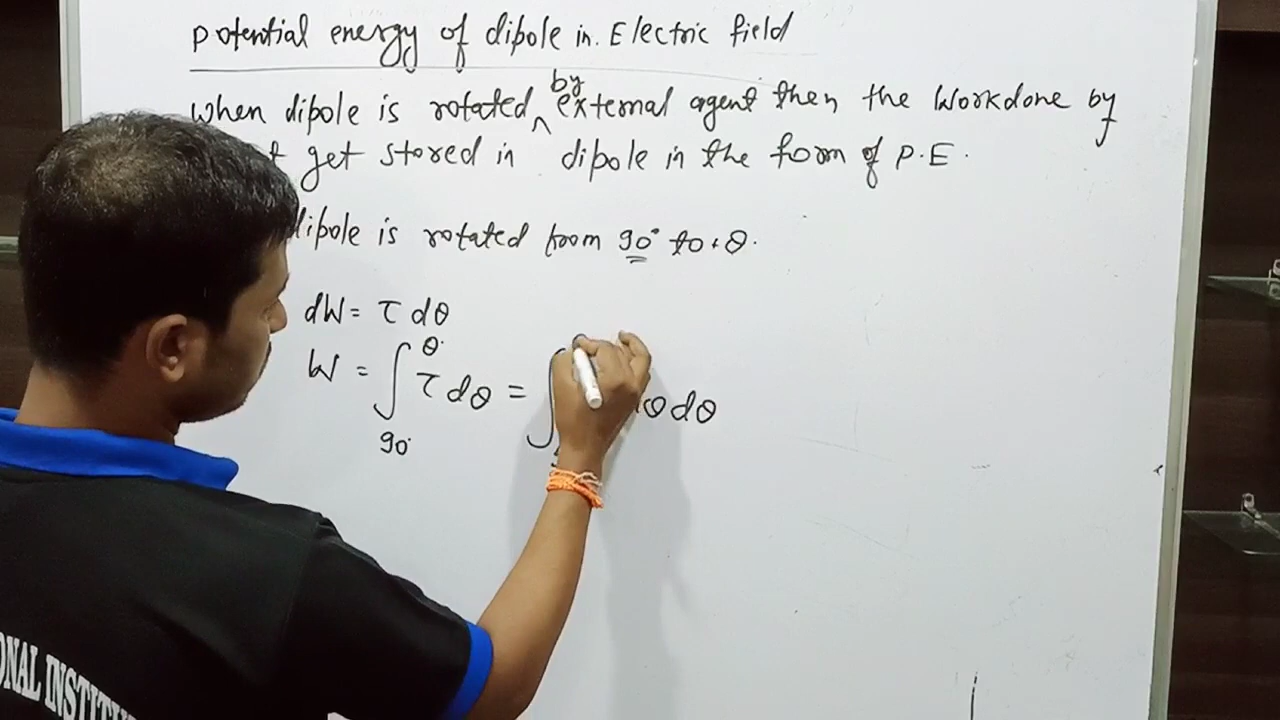 potential energy of dipole in. Electric field
When dipole is rotated by external agent then the Workdone by
get stored in dipole in the form of P.E.
dipole is rotated from 90° to θ.
dW = τ dθ
W = ∫ θ 90° τ dθ = ∫ θ dθ
ONAL INSTITU